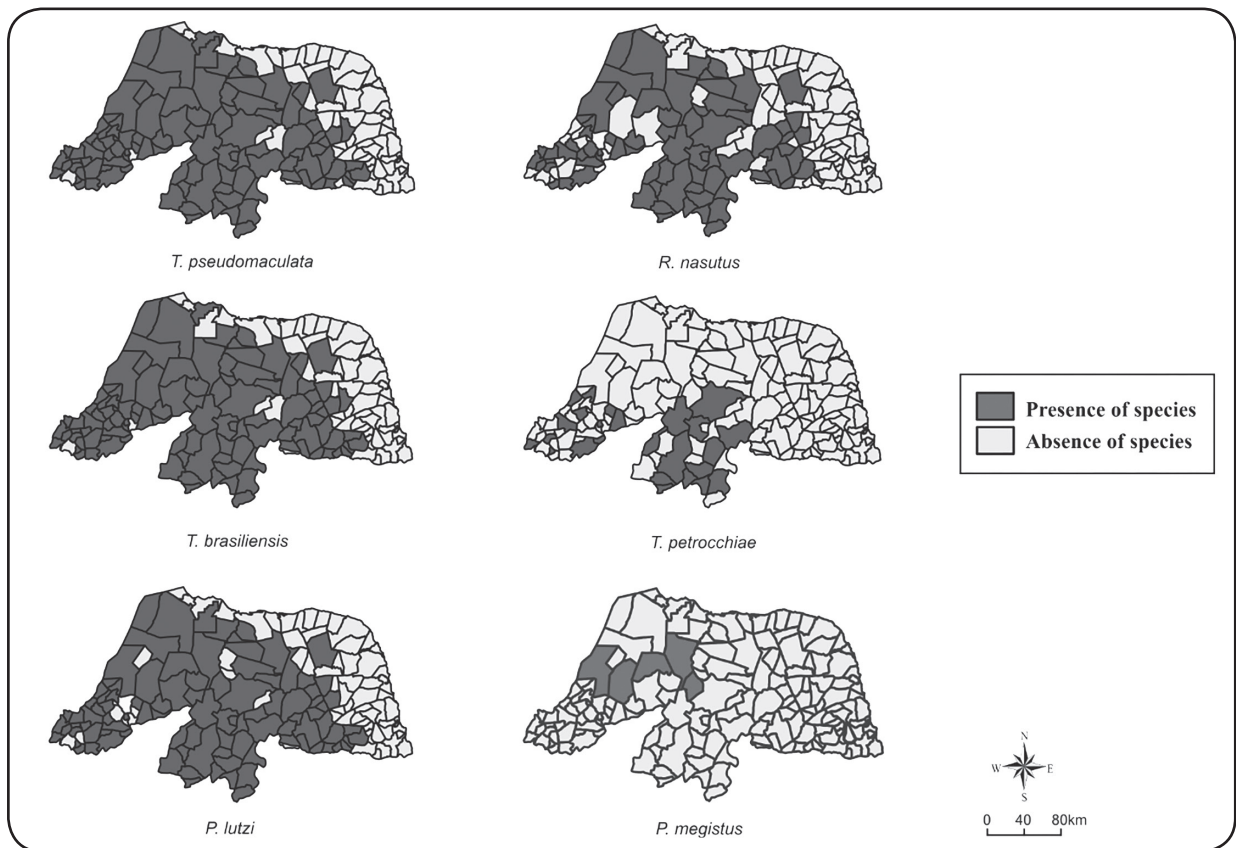 T. pseudomaculata
R. nasutus
T. brasiliensis
T. petrocchiae
Presence of species
Absence of species
P. lutzi
P. megistus
N
W E
S
0 40 80km